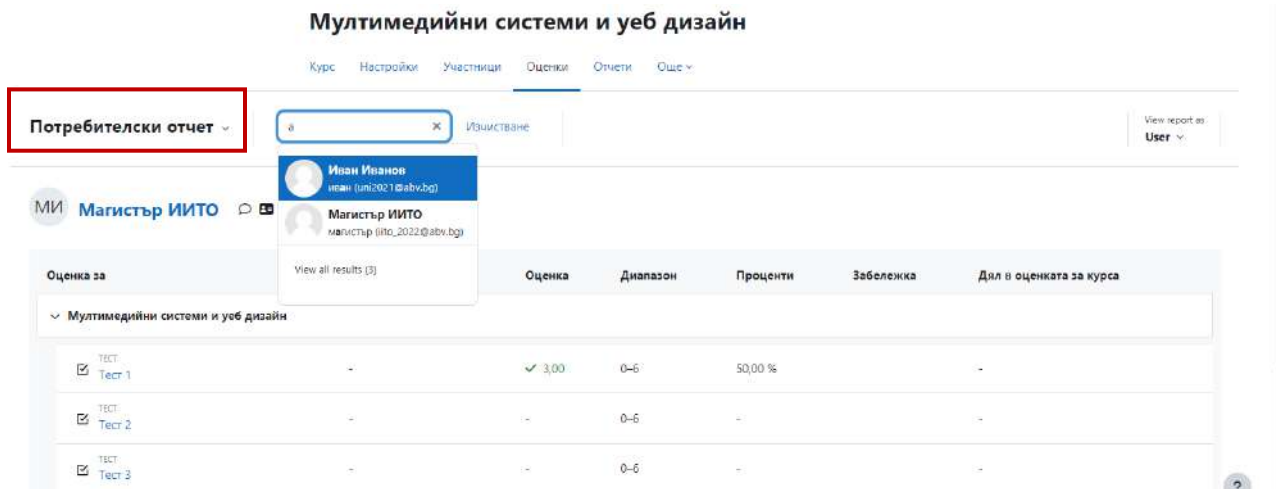 Мултимедийни системи и уеб дизайн
Курс Настройки Участници Оценки Отчети Още
Потребителски отчет
а × Изчистване
View report as
User
Иван Иванов
иван (uni2021@abv.bg)
Магистър ИИТО
магистър (iito_2022@abv.bg)
View all results (3)
МИ Магистър ИИТО
Оценка за Оценка Диапазон Проценти Забележка Дял в оценката за курса
Мултимедийни системи и уеб дизайн
ТЕСТ
Тест 1 - 3,00 0–6 50,00 % -
ТЕСТ
Тест 2 - - 0–6 - -
ТЕСТ
Тест 3 - - 0–6 - -
?